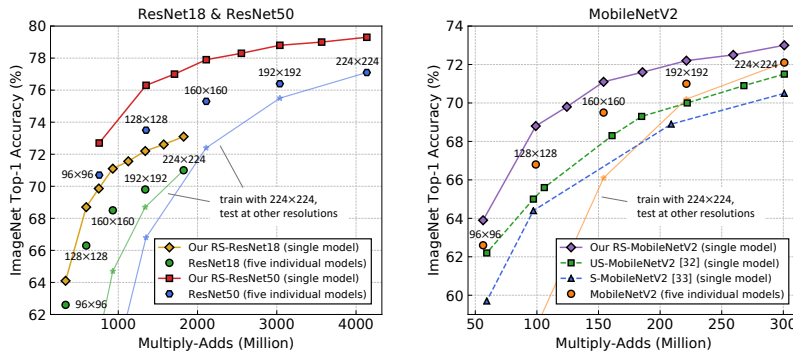 ResNet18 & ResNet50
80
78
76
74
72
70
68
66
64
62
ImageNet Top-1 Accuracy (%)
224×224
192×192
160×160
128×128
96×96
224×224
192×192
160×160
128×128
96×96
train with 224×224,
test at other resolutions
Our RS-ResNet18 (single model)
ResNet18 (five individual models)
Our RS-ResNet50 (single model)
ResNet50 (five individual models)
1000
2000
3000
4000
Multiply-Adds (Million)
MobileNetV2
74
72
70
68
66
64
62
60
ImageNet Top-1 Accuracy (%)
224×224
192×192
160×160
128×128
96×96
train with 224×224,
test at other resolutions
Our RS-MobileNetV2 (single model)
US-MobileNetV2 [32] (single model)
S-MobileNetV2 [33] (single model)
MobileNetV2 (five individual models)
50
100
150
200
250
300
Multiply-Adds (Million)